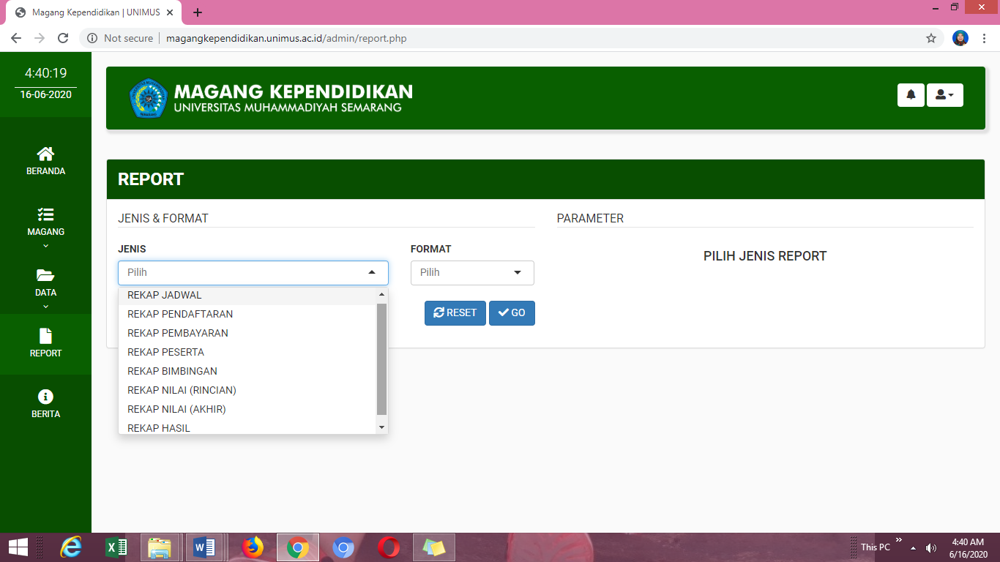 Magang Kependidikan | UNIMUS
Not secure | magangkependidikan.unimus.ac.id/admin/report.php
4:40:19
16-06-2020
BERANDA
MAGANG
DATA
REPORT
BERITA
MAGANG KEPENDIDIKAN
UNIVERSITAS MUHAMMADIYAH SEMARANG
REPORT
JENIS & FORMAT
PARAMETER
JENIS
FORMAT
PILIH JENIS REPORT
Pilih
Pilih
REKAP JADWAL
REKAP PENDAFTARAN
REKAP PEMBAYARAN
REKAP PESERTA
REKAP BIMBINGAN
REKAP NILAI (RINCIAN)
REKAP NILAI (AKHIR)
REKAP HASIL
RESET
GO
This PC
4:40 AM
6/16/2020